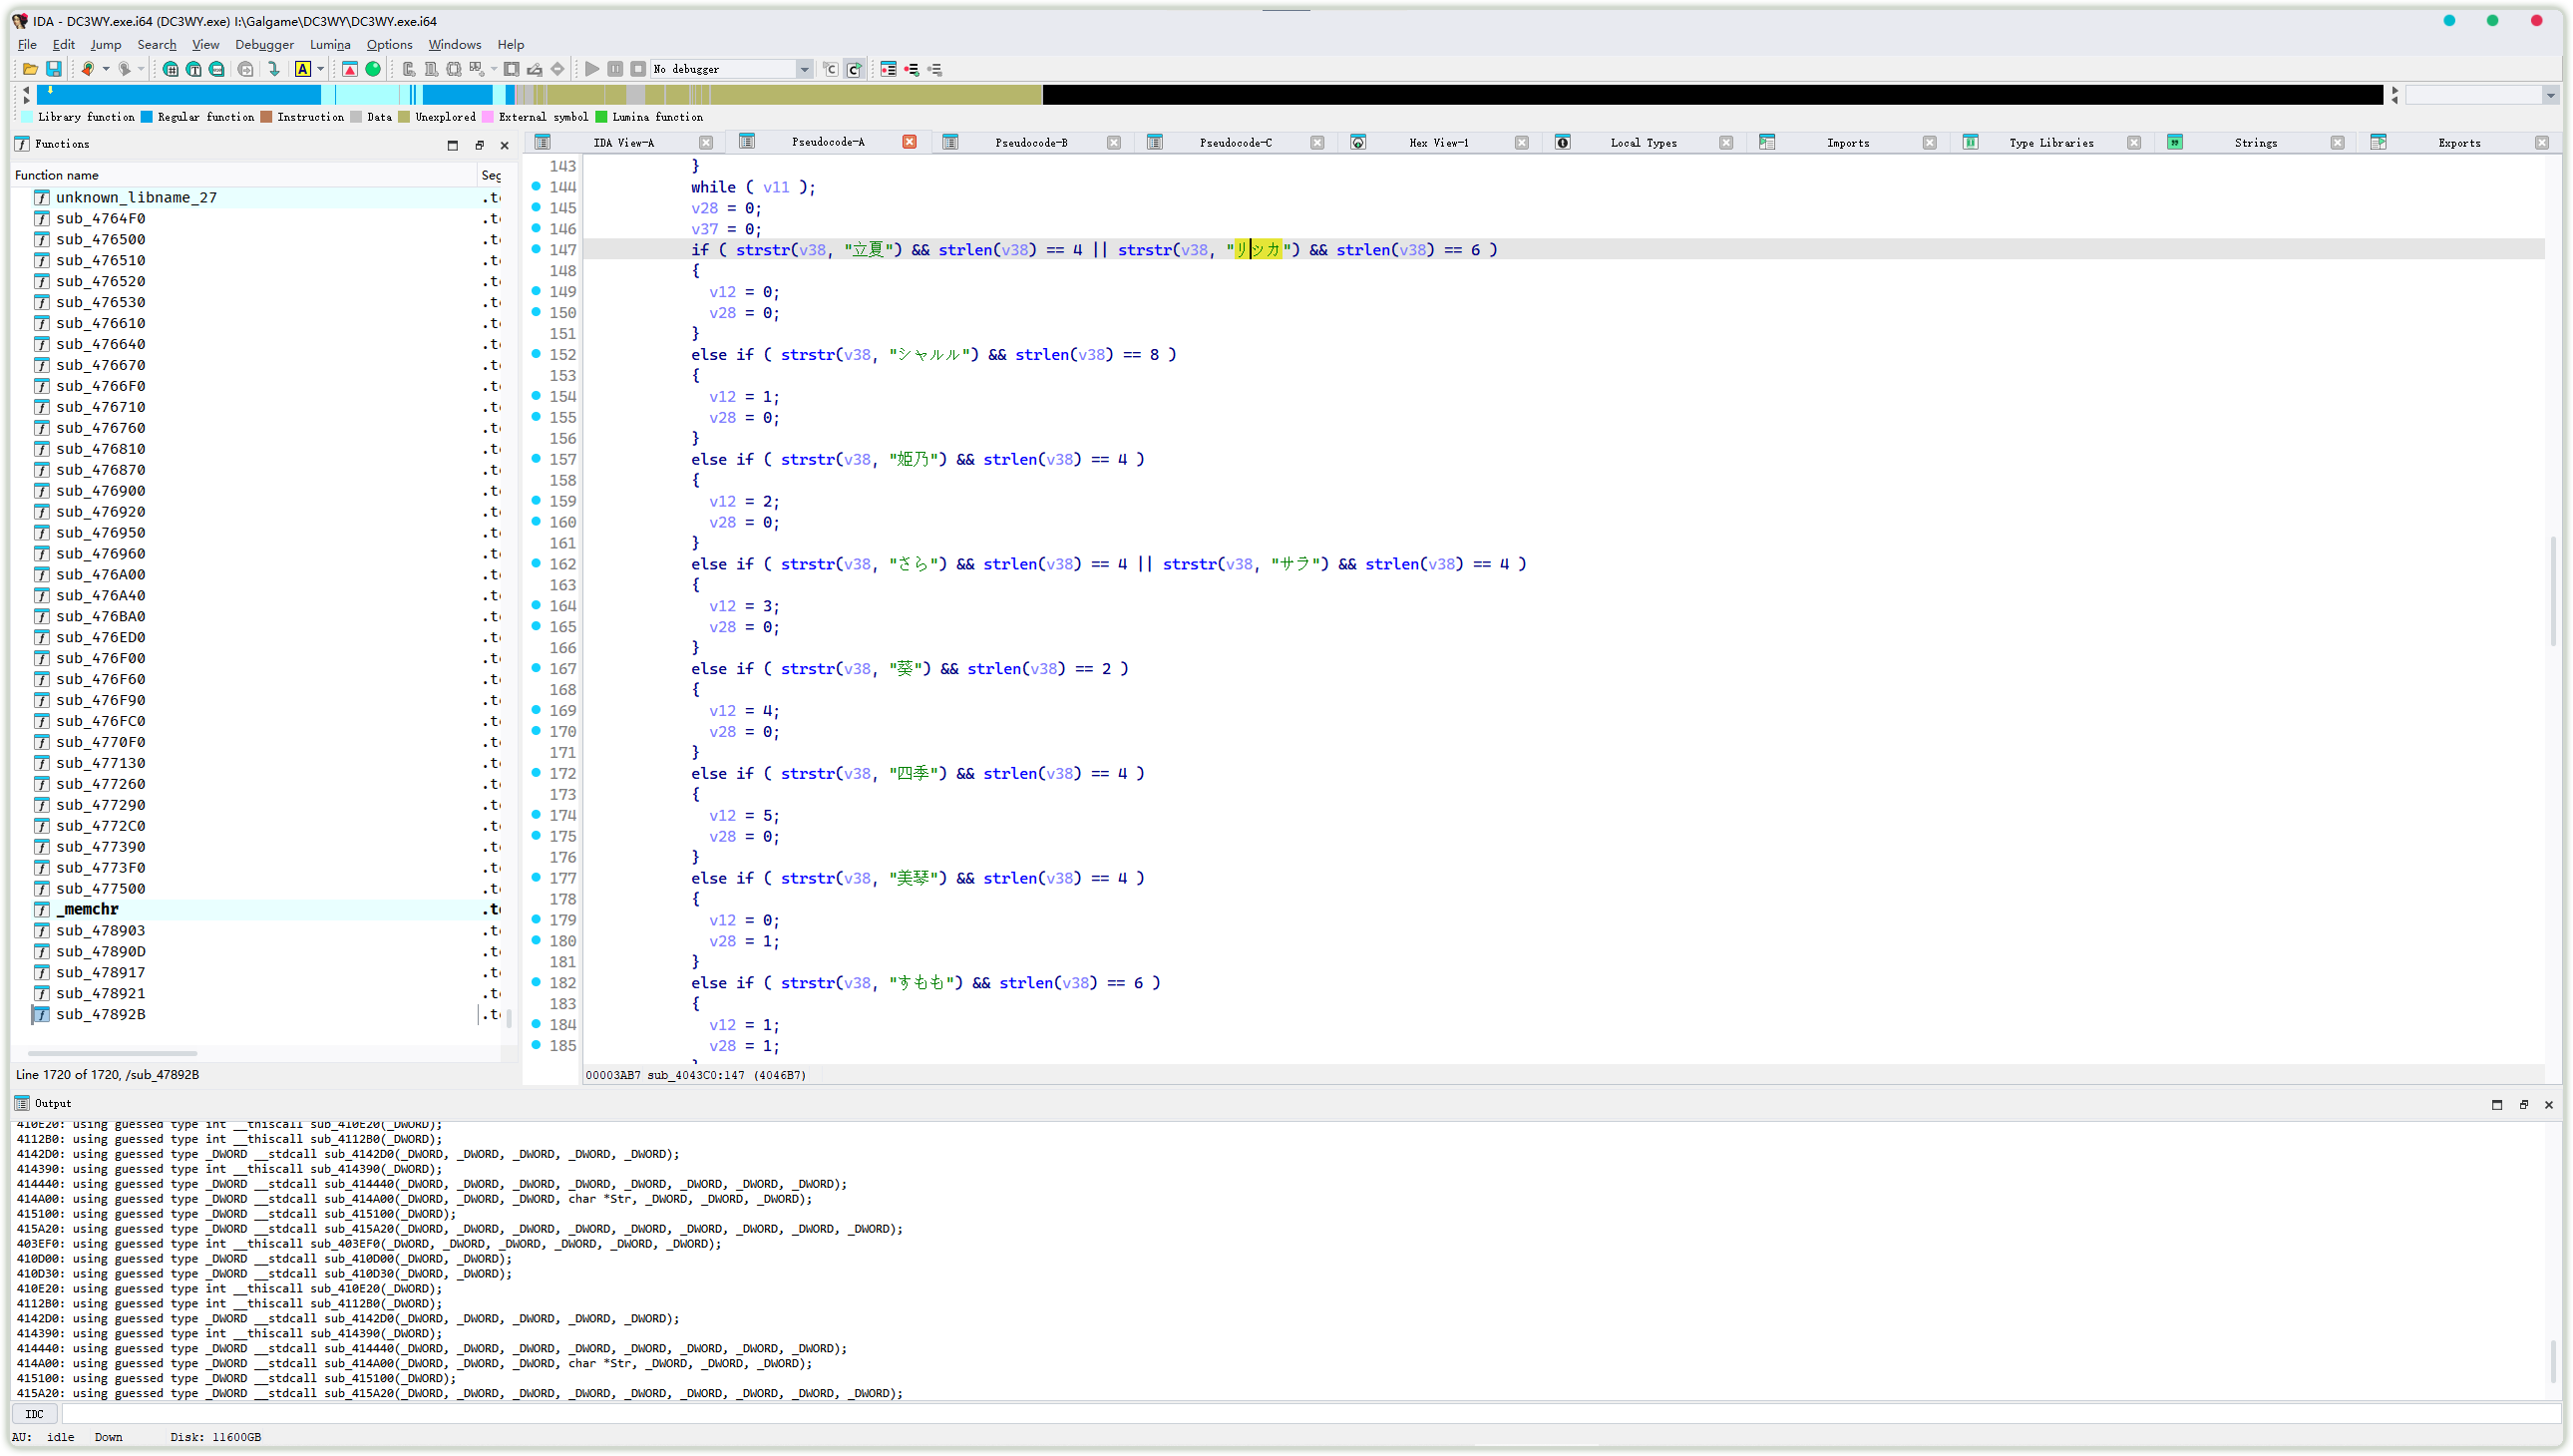 IDA - DC3WY.exe.i64 (DC3WY.exe) I:\Galgame\DC3WY\DC3WY.exe.i64
File Edit Jump Search View Debugger Lumina Options Windows Help
No debugger
Library function Regular function Instruction Data Unexplored External symbol Lumina function
Functions
Function name Seg
unknown_libname_27 .t
sub_4764F0 .t
sub_476500 .t
sub_476510 .t
sub_476520 .t
sub_476530 .t
sub_476610 .t
sub_476640 .t
sub_476670 .t
sub_4766F0 .t
sub_476710 .t
sub_476760 .t
sub_476810 .t
sub_476870 .t
sub_476900 .t
sub_476920 .t
sub_476950 .t
sub_476960 .t
sub_476A00 .t
sub_476A40 .t
sub_476BA0 .t
sub_476ED0 .t
sub_476F00 .t
sub_476F60 .t
sub_476F90 .t
sub_476FC0 .t
sub_4770F0 .t
sub_477130 .t
sub_477260 .t
sub_477290 .t
sub_4772C0 .t
sub_477390 .t
sub_4773F0 .t
sub_477500 .t
_memchr .t
sub_478903 .t
sub_47890D .t
sub_478917 .t
sub_478921 .t
sub_47892B .t
Line 1720 of 1720, /sub_47892B
IDA View-A Pseudocode-A Pseudocode-B Pseudocode-C Hex View-1 Local Types Imports Type Libraries Strings Exports
143 }
144 while ( v11 );
145 v28 = 0;
146 v37 = 0;
147 if ( strstr(v38, "立夏") && strlen(v38) == 4 || strstr(v38, "リッカ") && strlen(v38) == 6 )
148 {
149 v12 = 0;
150 v28 = 0;
151 }
152 else if ( strstr(v38, "シャルル") && strlen(v38) == 8 )
153 {
154 v12 = 1;
155 v28 = 0;
156 }
157 else if ( strstr(v38, "姫乃") && strlen(v38) == 4 )
158 {
159 v12 = 2;
160 v28 = 0;
161 }
162 else if ( strstr(v38, "さら") && strlen(v38) == 4 || strstr(v38, "サラ") && strlen(v38) == 4 )
163 {
164 v12 = 3;
165 v28 = 0;
166 }
167 else if ( strstr(v38, "葵") && strlen(v38) == 2 )
168 {
169 v12 = 4;
170 v28 = 0;
171 }
172 else if ( strstr(v38, "四季") && strlen(v38) == 4 )
173 {
174 v12 = 5;
175 v28 = 0;
176 }
177 else if ( strstr(v38, "美琴") && strlen(v38) == 4 )
178 {
179 v12 = 0;
180 v28 = 1;
181 }
182 else if ( strstr(v38, "すもも") && strlen(v38) == 6 )
183 {
184 v12 = 1;
185 v28 = 1;
00003AB7 sub_4043C0:147 (4046B7)
Output
410E20: using guessed type int __thiscall sub_410E20(_DWORD);
4112B0: using guessed type int __thiscall sub_4112B0(_DWORD);
4142D0: using guessed type _DWORD __stdcall sub_4142D0(_DWORD, _DWORD, _DWORD, _DWORD, _DWORD);
414390: using guessed type int __thiscall sub_414390(_DWORD);
414440: using guessed type _DWORD __stdcall sub_414440(_DWORD, _DWORD, _DWORD, _DWORD, _DWORD, _DWORD, _DWORD, _DWORD);
414A00: using guessed type _DWORD __stdcall sub_414A00(_DWORD, _DWORD, _DWORD, char *Str, _DWORD, _DWORD, _DWORD);
415100: using guessed type _DWORD __stdcall sub_415100(_DWORD);
415A20: using guessed type _DWORD __stdcall sub_415A20(_DWORD, _DWORD, _DWORD, _DWORD, _DWORD, _DWORD, _DWORD, _DWORD, _DWORD);
403EF0: using guessed type int __thiscall sub_403EF0(_DWORD, _DWORD, _DWORD, _DWORD, _DWORD, _DWORD);
410D00: using guessed type _DWORD __stdcall sub_410D00(_DWORD, _DWORD);
410D30: using guessed type _DWORD __stdcall sub_410D30(_DWORD, _DWORD);
410E20: using guessed type int __thiscall sub_410E20(_DWORD);
4112B0: using guessed type int __thiscall sub_4112B0(_DWORD);
4142D0: using guessed type _DWORD __stdcall sub_4142D0(_DWORD, _DWORD, _DWORD, _DWORD, _DWORD);
414390: using guessed type int __thiscall sub_414390(_DWORD);
414440: using guessed type _DWORD __stdcall sub_414440(_DWORD, _DWORD, _DWORD, _DWORD, _DWORD, _DWORD, _DWORD, _DWORD);
414A00: using guessed type _DWORD __stdcall sub_414A00(_DWORD, _DWORD, _DWORD, char *Str, _DWORD, _DWORD, _DWORD);
415100: using guessed type _DWORD __stdcall sub_415100(_DWORD);
415A20: using guessed type _DWORD __stdcall sub_415A20(_DWORD, _DWORD, _DWORD, _DWORD, _DWORD, _DWORD, _DWORD, _DWORD, _DWORD);
IDC
AU: idle Down Disk: 11600GB